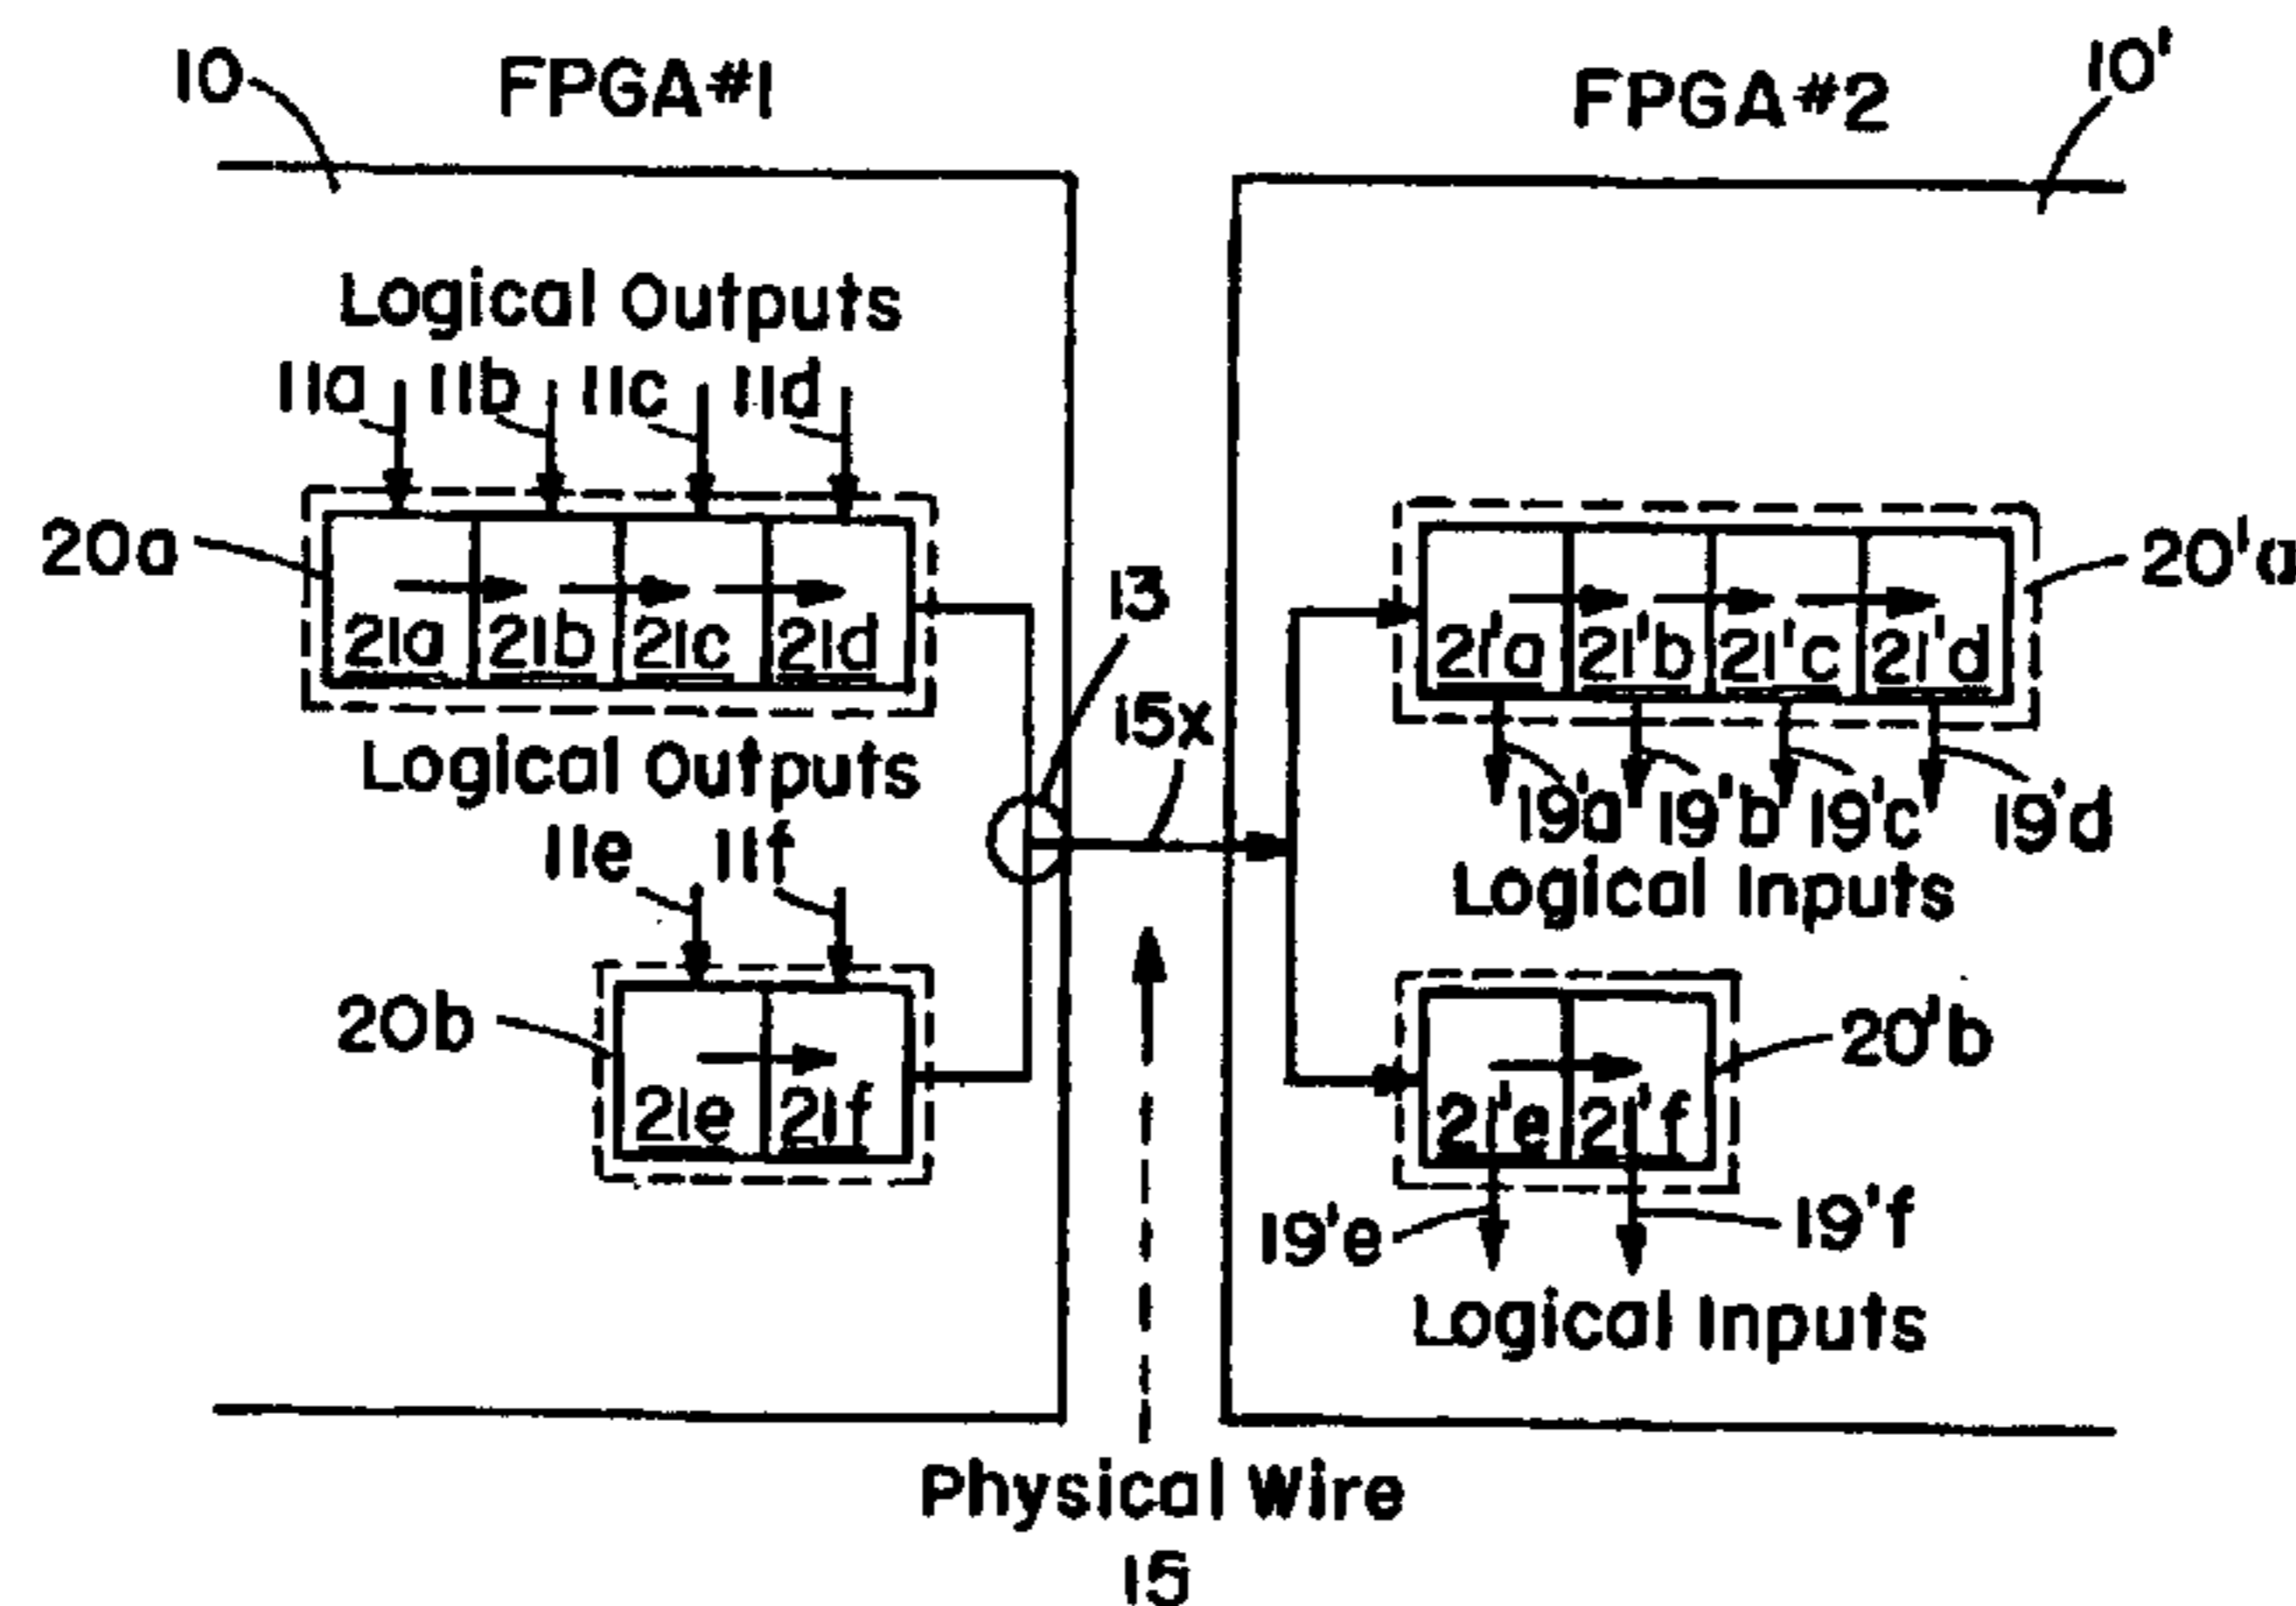 10 FPGA#1 FPGA#2 10'
Logical Outputs
11a 11b 11c 11d
20a 21a 21b 21c 21d
13
15x
Logical Outputs
11e 11f
20b 21e 21f
21'a 21'b 21'c 21'd 20'a
19'a 19'b 19'c 19'd
Logical Inputs
21'e 21'f 20'b
19'e 19'f
Logical Inputs
Physical Wire
15